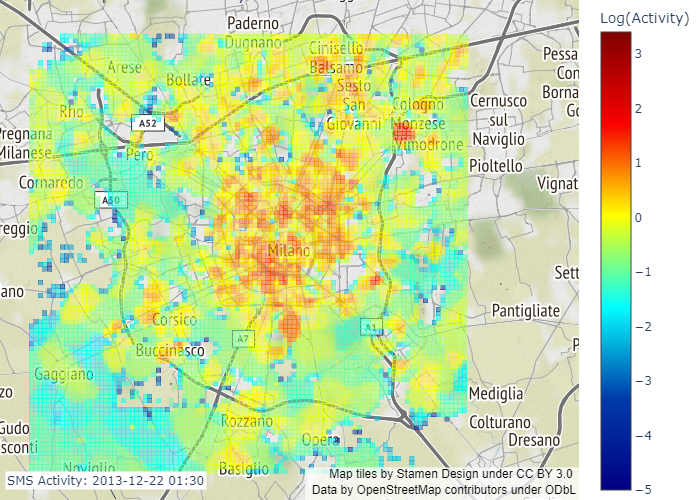 Log(Activity)
3
2
1
0
−1
−2
−3
−4
−5
Paderno
Dugnano
Cinisello
Balsamo
Arese
Bollate
Sesto
San
Giovanni
Rho
A52
Cologno
Monzese
Vimodrone
Cernusco
sul
Naviglio
Pessa
Con
Borna
Go
Pregnana
Milanese
Pero
Pioltello
Cornaredo
Vignat
A50
reggio
Milano
Sett
ano
Pantigliate
Corsico
A7
A1
Buccinasco
P
Gaggiano
zo
Mediglia
Rozzano
Colturano
Gudo
sconti
Opera
Dresano
Noviglio
Basiglio
SMS Activity: 2013-12-22 01:30
Map tiles by Stamen Design under CC BY 3.0
Data by OpenStreetMap contributors under ODbL